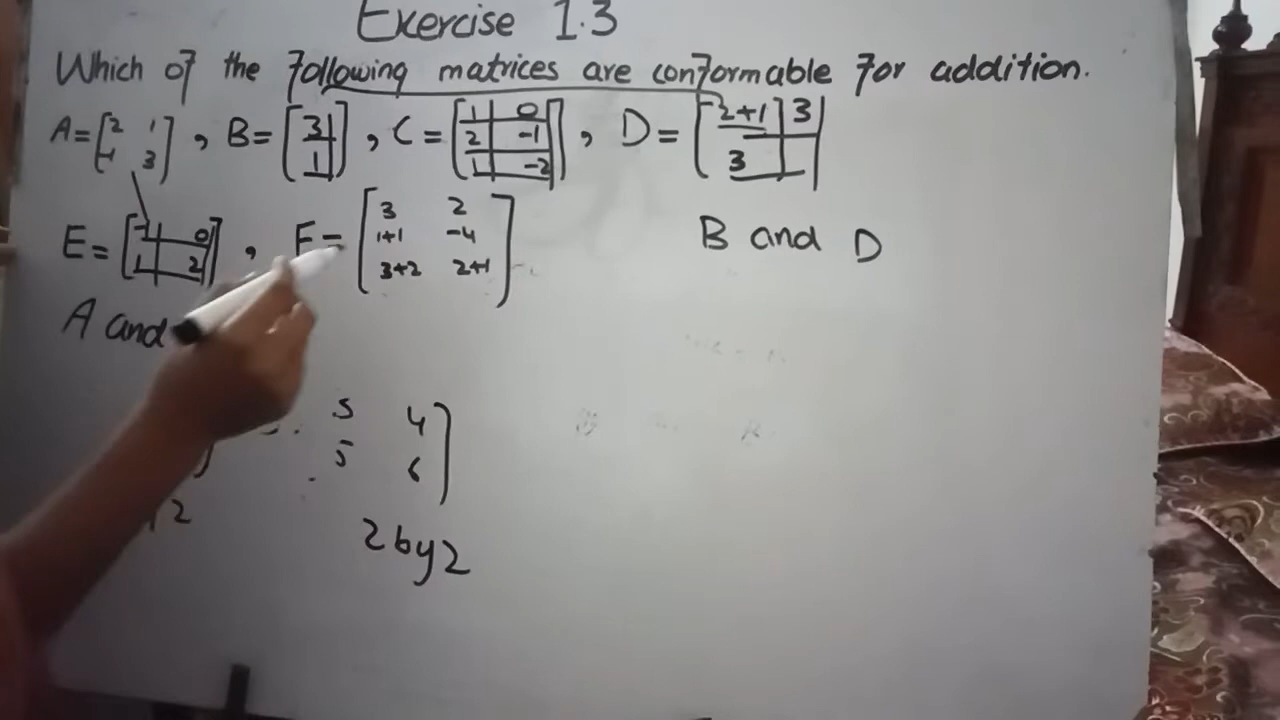 Exercise 1.3
Which of the following matrices are conformable for addition.
A = [2 1 , B = [3 , C = [1 0 , D = [2+1 3
-1 3] 1] 2 -1 3 ]
1 -2]
E = [-1 0 , F = [3 2 B and D
1 2] 1+1 -4
3+2 2+1]
A and
5 4
5 6
2 2 by 2